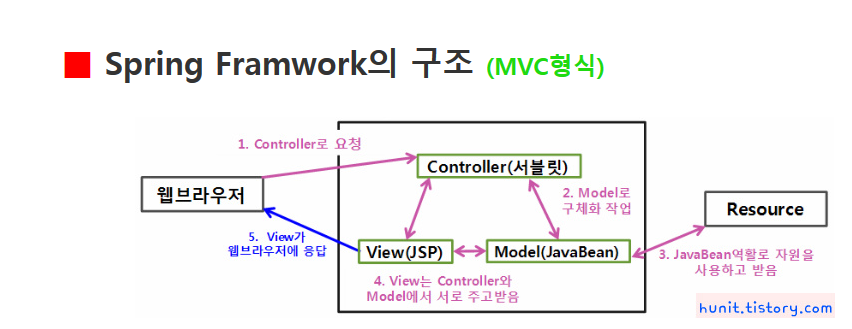 ■ Spring Framwork의 구조 (MVC형식)
1. Controller로 요청
Controller(서블릿)
웹브라우저
2. Model로
구체화 작업
Resource
5. View가
웹브라우저에 응답
View(JSP)
Model(JavaBean)
3. JavaBean역활로 자원을
사용하고 받음
4. View는 Controller와
Model에서 서로 주고받음
hunit.tistory.com